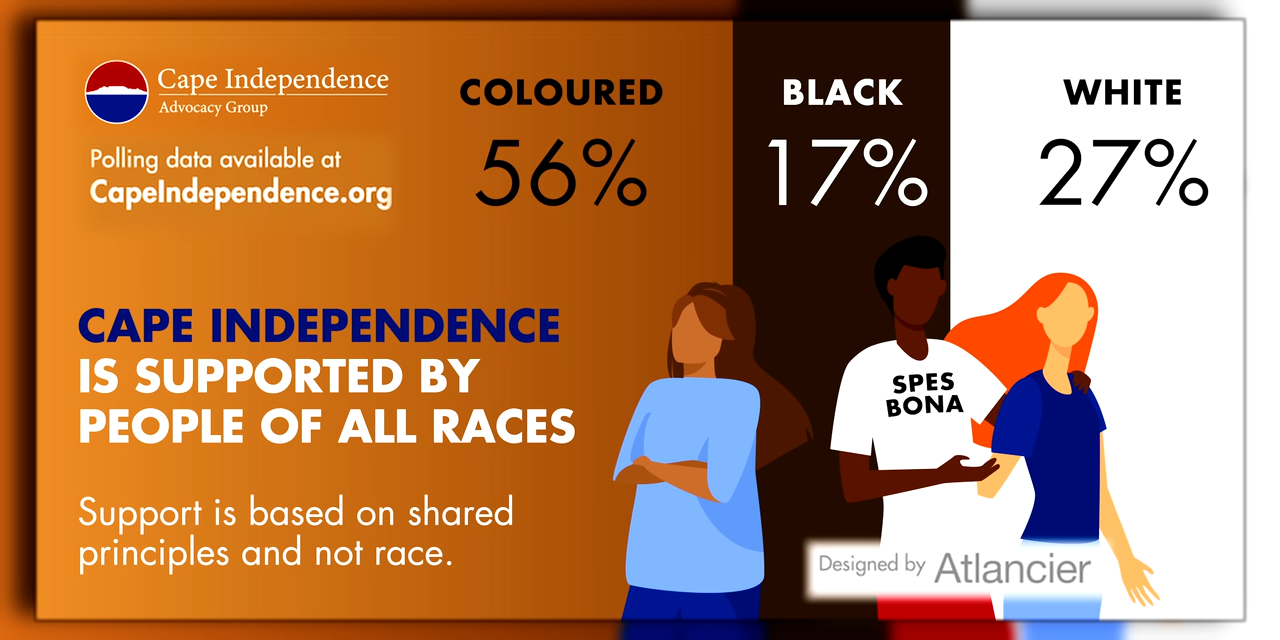 Cape Independence
Advocacy Group
Polling data available at
CapeIndependence.org
COLOURED
56%
BLACK
17%
WHITE
27%
CAPE INDEPENDENCE
IS SUPPORTED BY
PEOPLE OF ALL RACES
Support is based on shared
principles and not race.
SPES
BONA
Designed by Atlancier